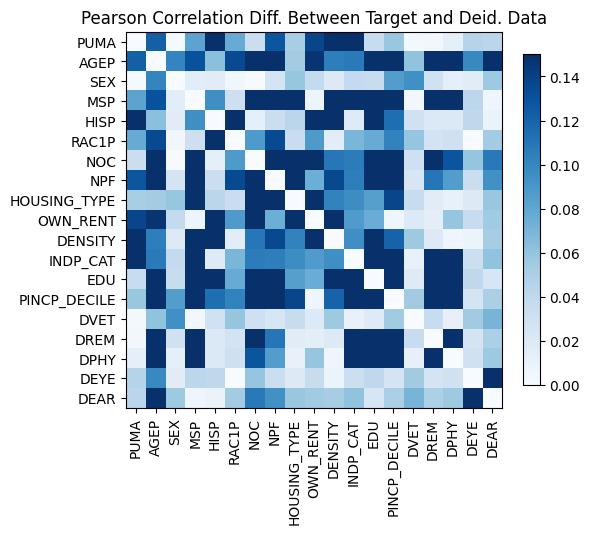 Pearson Correlation Diff. Between Target and Deid. Data
PUMA
AGEP
SEX
MSP
HISP
RAC1P
NOC
NPF
HOUSING_TYPE
OWN_RENT
DENSITY
INDP_CAT
EDU
PINCP_DECILE
DVET
DREM
DPHY
DEYE
DEAR
PUMA
AGEP
SEX
MSP
HISP
RAC1P
NOC
NPF
HOUSING_TYPE
OWN_RENT
DENSITY
INDP_CAT
EDU
PINCP_DECILE
DVET
DREM
DPHY
DEYE
DEAR
0.14
0.12
0.10
0.08
0.06
0.04
0.02
0.00